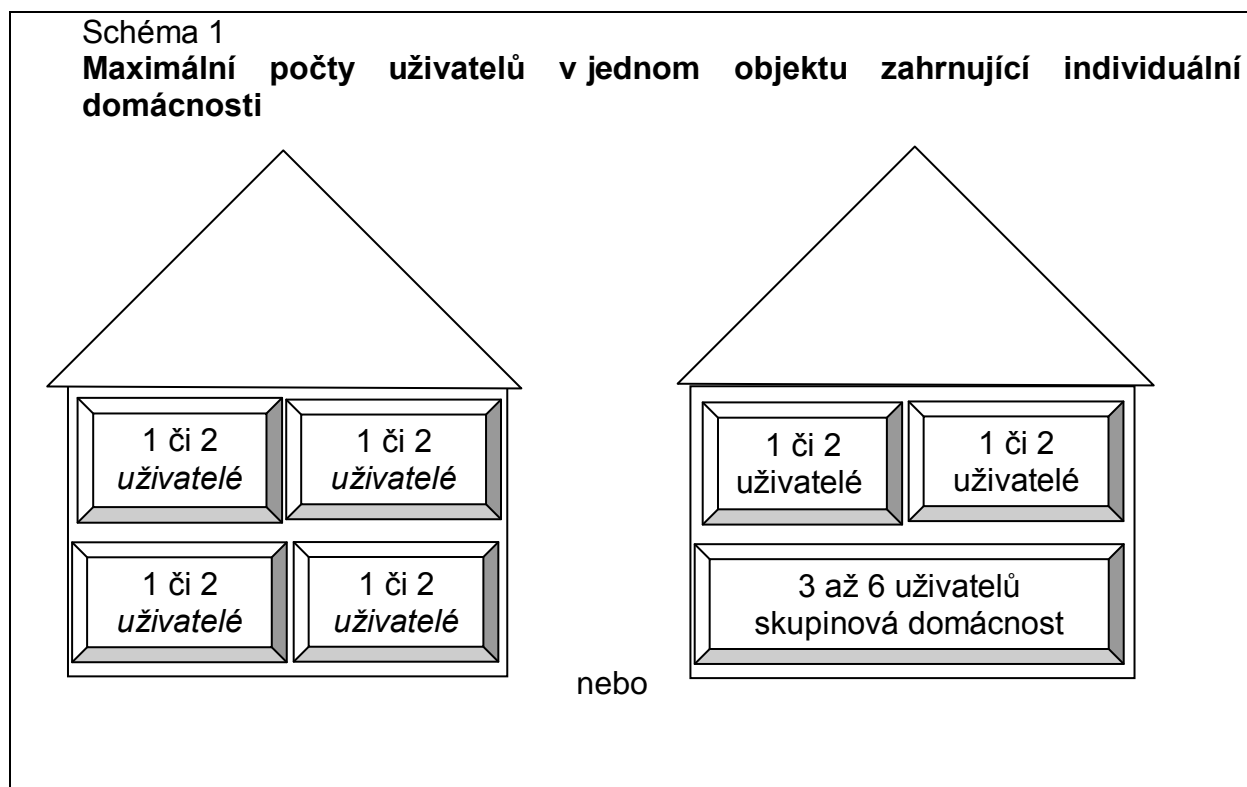 Schéma 1
Maximální počty uživatelů v jednom objektu zahrnující individuální
domácnosti
1 či 2
uživatelé
1 či 2
uživatelé
1 či 2
uživatelé
1 či 2
uživatelé
nebo
1 či 2
uživatelé
1 či 2
uživatelé
3 až 6 uživatelů
skupinová domácnost